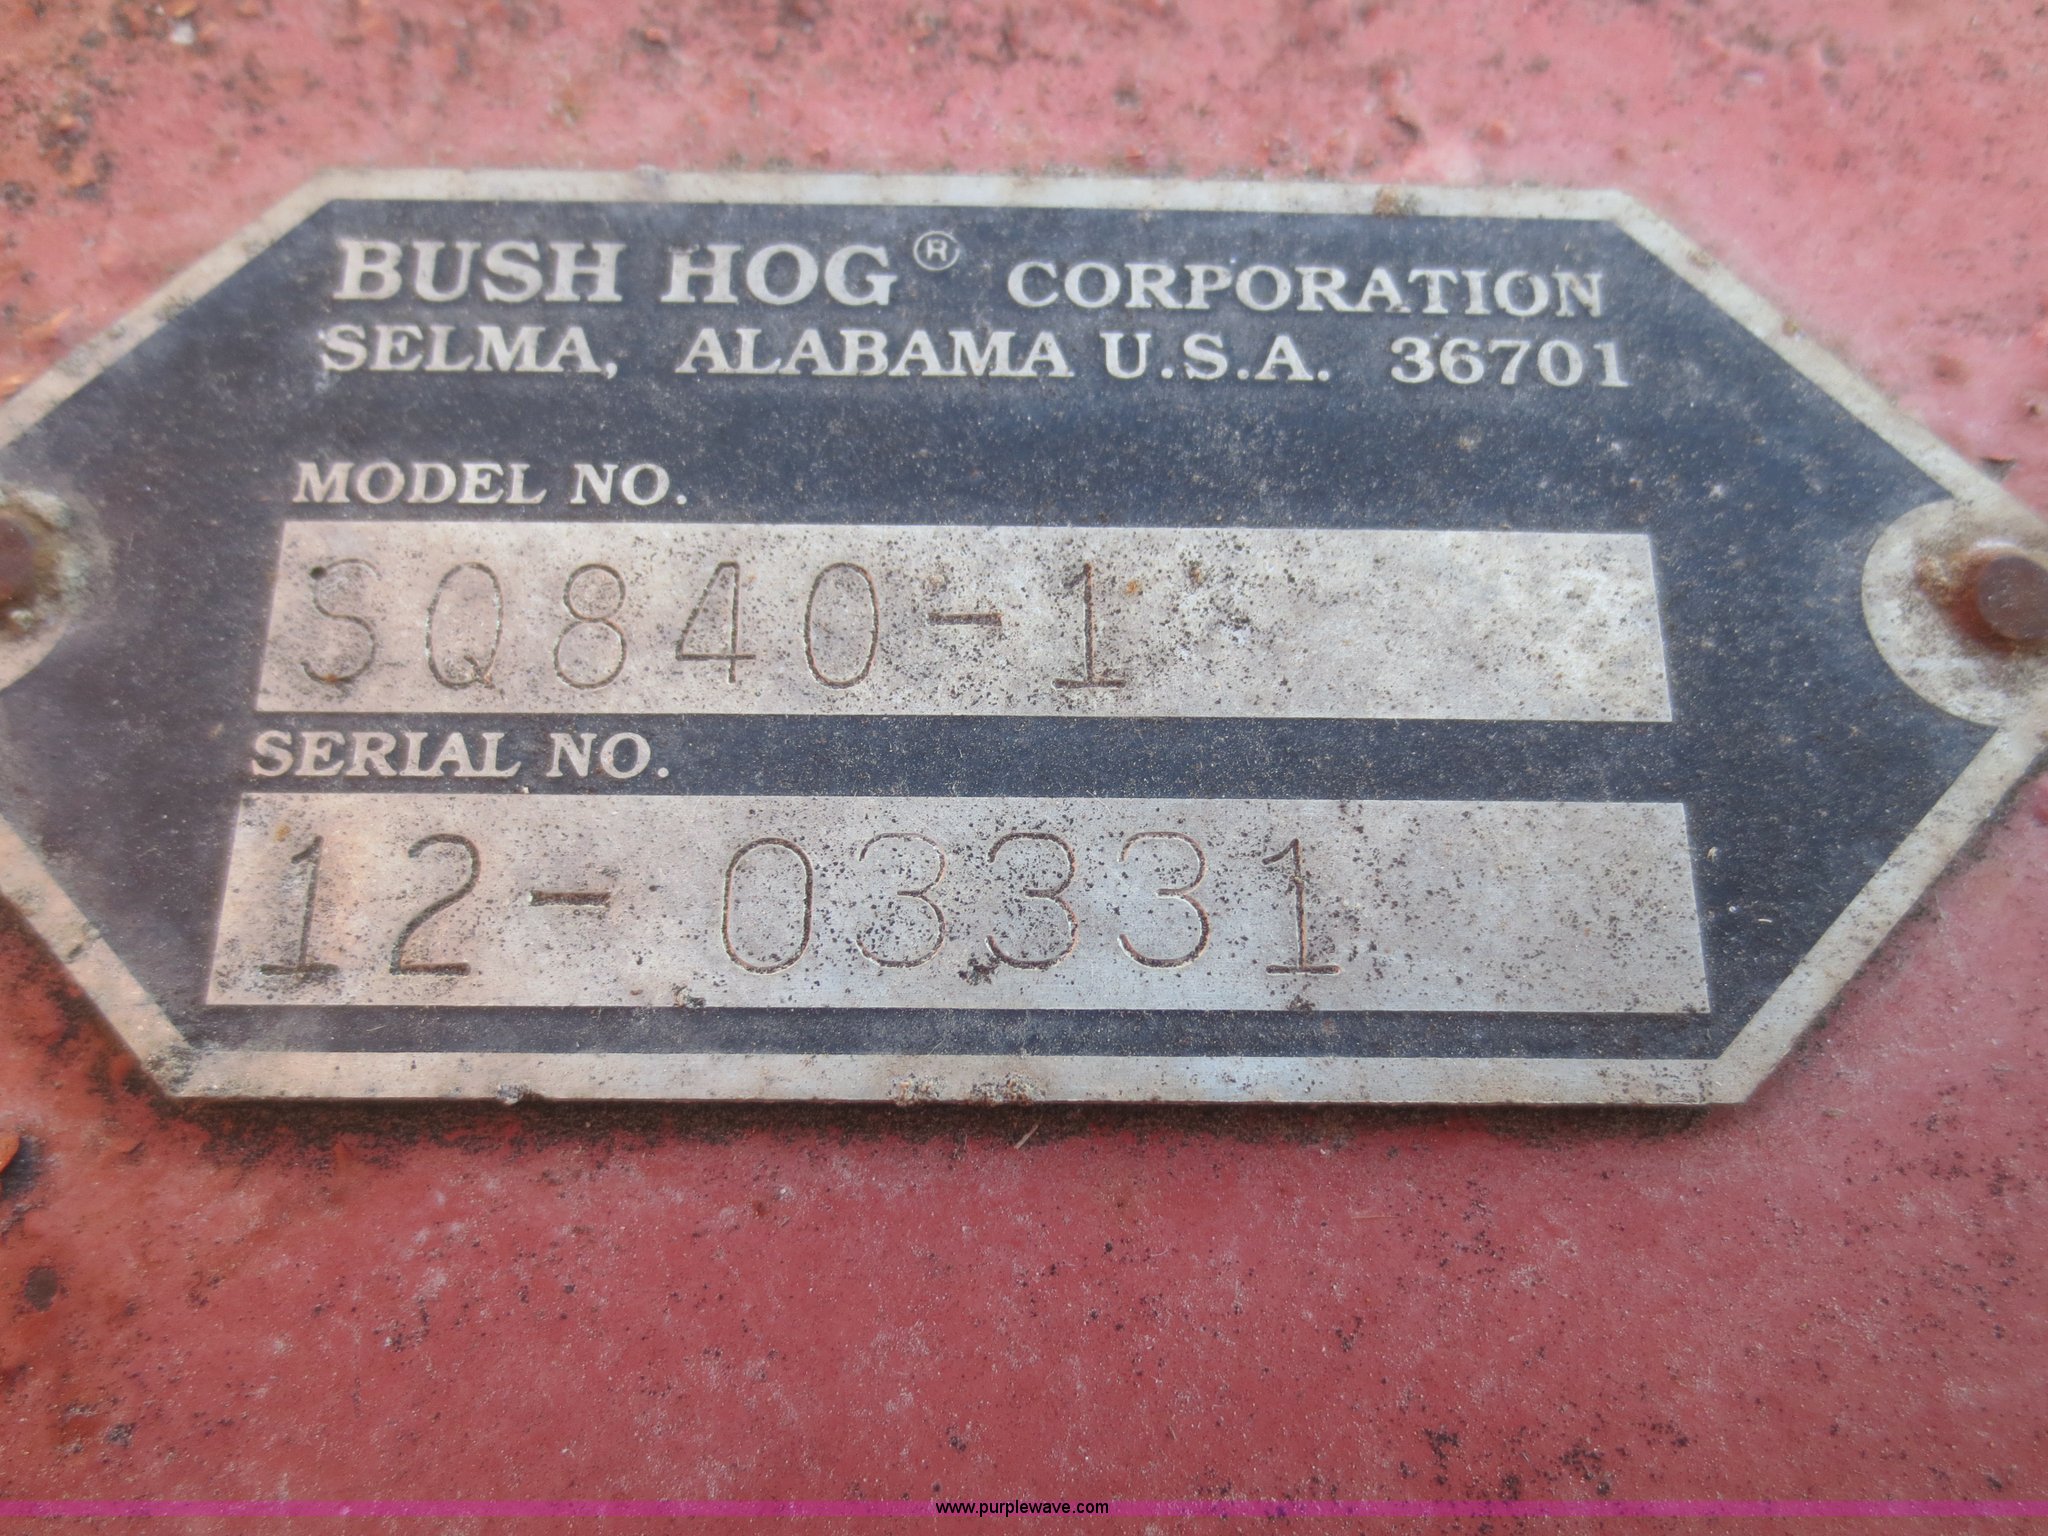 BUSH HOG® CORPORATION
SELMA, ALABAMA U.S.A. 36701
MODEL NO.
SQ840-1
SERIAL NO.
12-03331
www.purplewave.com